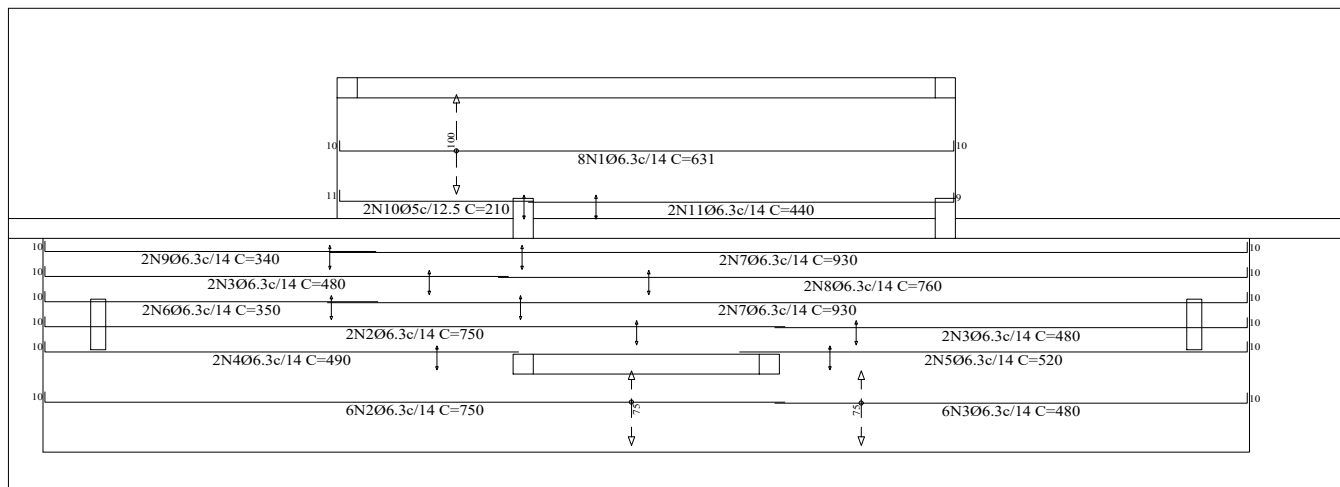 100
10
10
8N1Ø6.3c/14 C=631
11
9
2N10Ø5c/12.5 C=210
2N11Ø6.3c/14 C=440
10
10
2N9Ø6.3c/14 C=340
2N7Ø6.3c/14 C=930
10
10
2N3Ø6.3c/14 C=480
2N8Ø6.3c/14 C=760
10
10
2N6Ø6.3c/14 C=350
2N7Ø6.3c/14 C=930
10
10
2N2Ø6.3c/14 C=750
2N3Ø6.3c/14 C=480
10
10
2N4Ø6.3c/14 C=490
2N5Ø6.3c/14 C=520
10
10
6N2Ø6.3c/14 C=750
75
75
6N3Ø6.3c/14 C=480